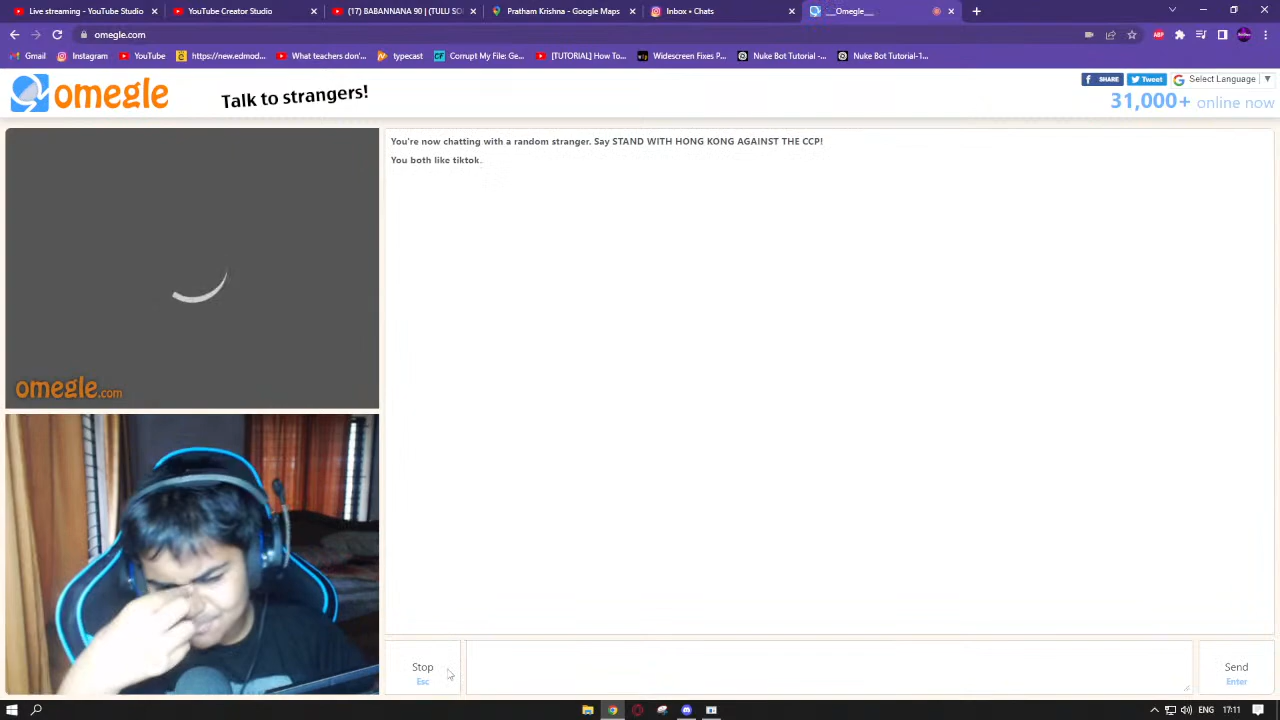 Live streaming - YouTube Studio
YouTube Studio
(17) BABANNANA 90 | (TULU SO
Pratham Krishna - Google Maps
Inbox • Chats
__Omegle__
omegle.com
Gmail
Instagram
YouTube
https://new.edmod...
What teachers don'...
typecast
Corrupt My File: Ge...
[TUTORIAL] How To...
Widescreen Fixes P...
Nuke Bot Tutorial-...
Nuke Bot Tutorial-1...
omegle
Talk to strangers!
SHARE
Tweet
Select Language
31,000+ online now
You're now chatting with a random stranger. Say STAND WITH HONG KONG AGAINST THE CCP!
You both like tiktok.
omegle.com
Stop
Esc
Send
Enter
ENG
17:11